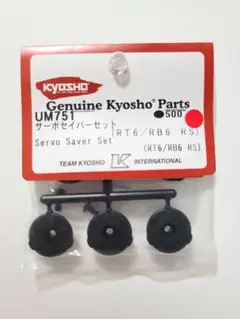 KYOSHO
Genuine Kyosho Parts
UM751
●500
サーボセイバーセット
(RT6/RB6 RS)
Servo Saver Set
(RT6/RB6 RS)
TEAM KYOSHO K INTERNATIONAL